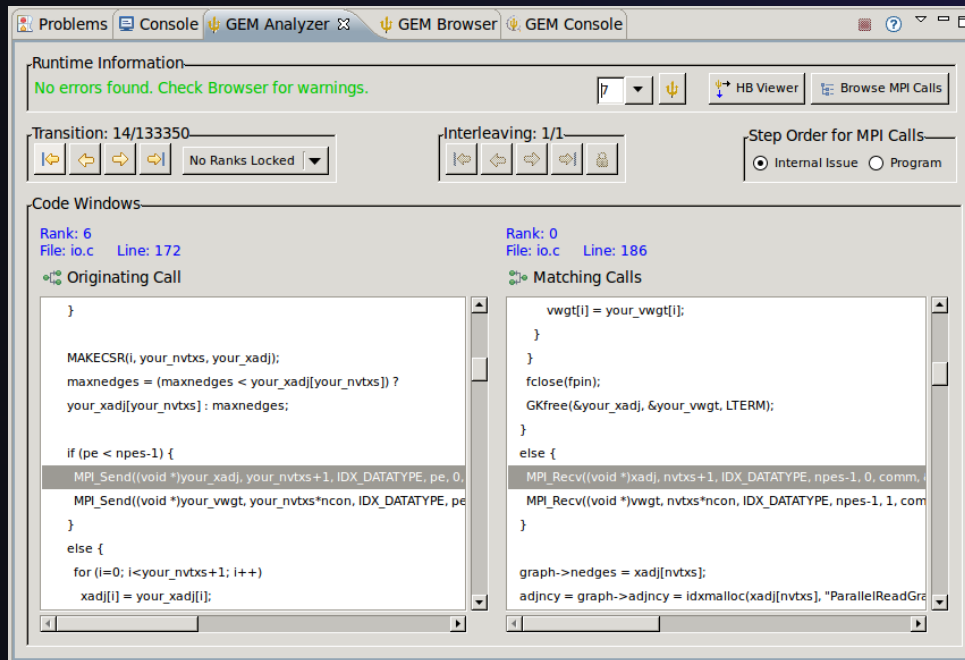 Problems Console GEM Analyzer GEM Browser GEM Console
Runtime Information
No errors found. Check Browser for warnings. 7 HB Viewer Browse MPI Calls
Transition: 14/133350 Interleaving: 1/1 Step Order for MPI Calls
No Ranks Locked Internal Issue Program
Code Windows
Rank: 6
File: io.c Line: 172
Originating Call
}
MAKECSR(i, your_nvtxs, your_xadj);
maxnedges = (maxnedges < your_xadj[your_nvtxs]) ?
your_xadj[your_nvtxs] : maxnedges;
if (pe < npes-1) {
MPI_Send((void *)your_xadj, your_nvtxs+1, IDX_DATATYPE, pe, 0,
MPI_Send((void *)your_vwgt, your_nvtxs*ncon, IDX_DATATYPE, pe
}
else {
for (i=0; i<your_nvtxs+1; i++)
xadj[i] = your_xadj[i];
Rank: 0
File: io.c Line: 186
Matching Calls
vwgt[i] = your_vwgt[i];
}
}
fclose(fpin);
GKfree(&your_xadj, &your_vwgt, LTERM);
}
else {
MPI_Recv((void *)xadj, nvtxs+1, IDX_DATATYPE, npes-1, 0, comm,
MPI_Recv((void *)vwgt, nvtxs*ncon, IDX_DATATYPE, npes-1, 1, com
}
graph->nedges = xadj[nvtxs];
adjncy = graph->adjncy = idxmalloc(xadj[nvtxs], "ParallelReadGra